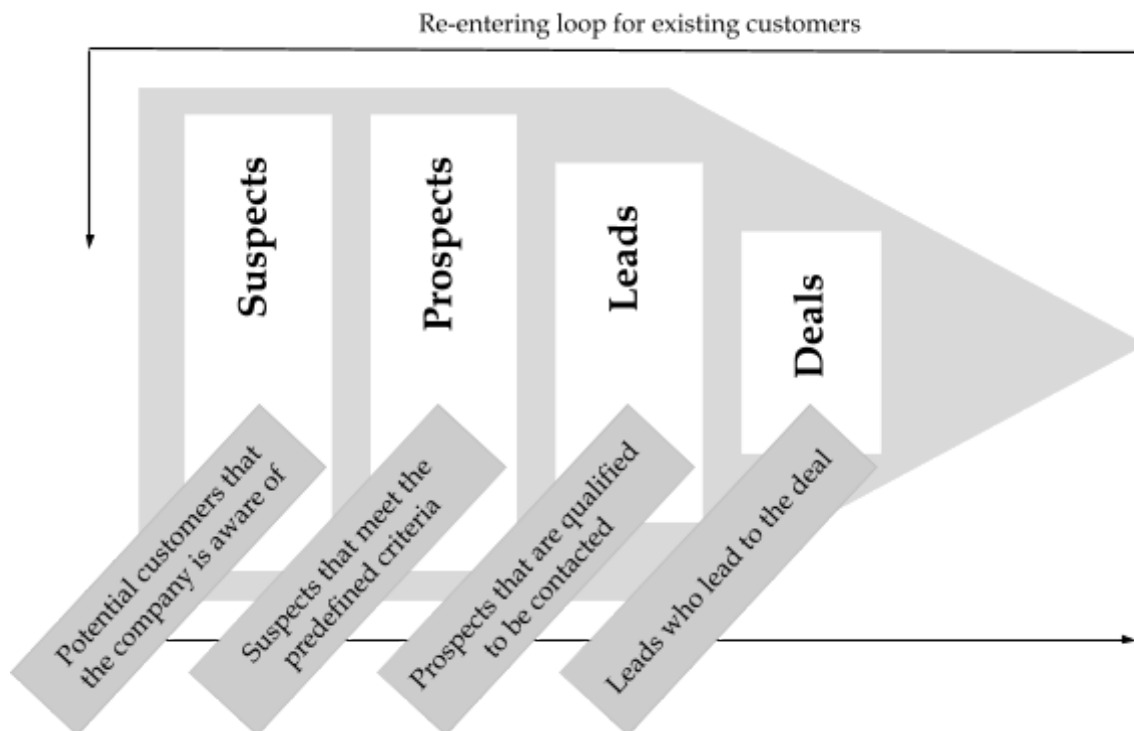 Re-entering loop for existing customers
Suspects
Prospects
Leads
Deals
Potential customers that
the company is aware of
Suspects that meet the
predefined criteria
Prospects that are qualified
to be contacted
Leads who lead to the deal